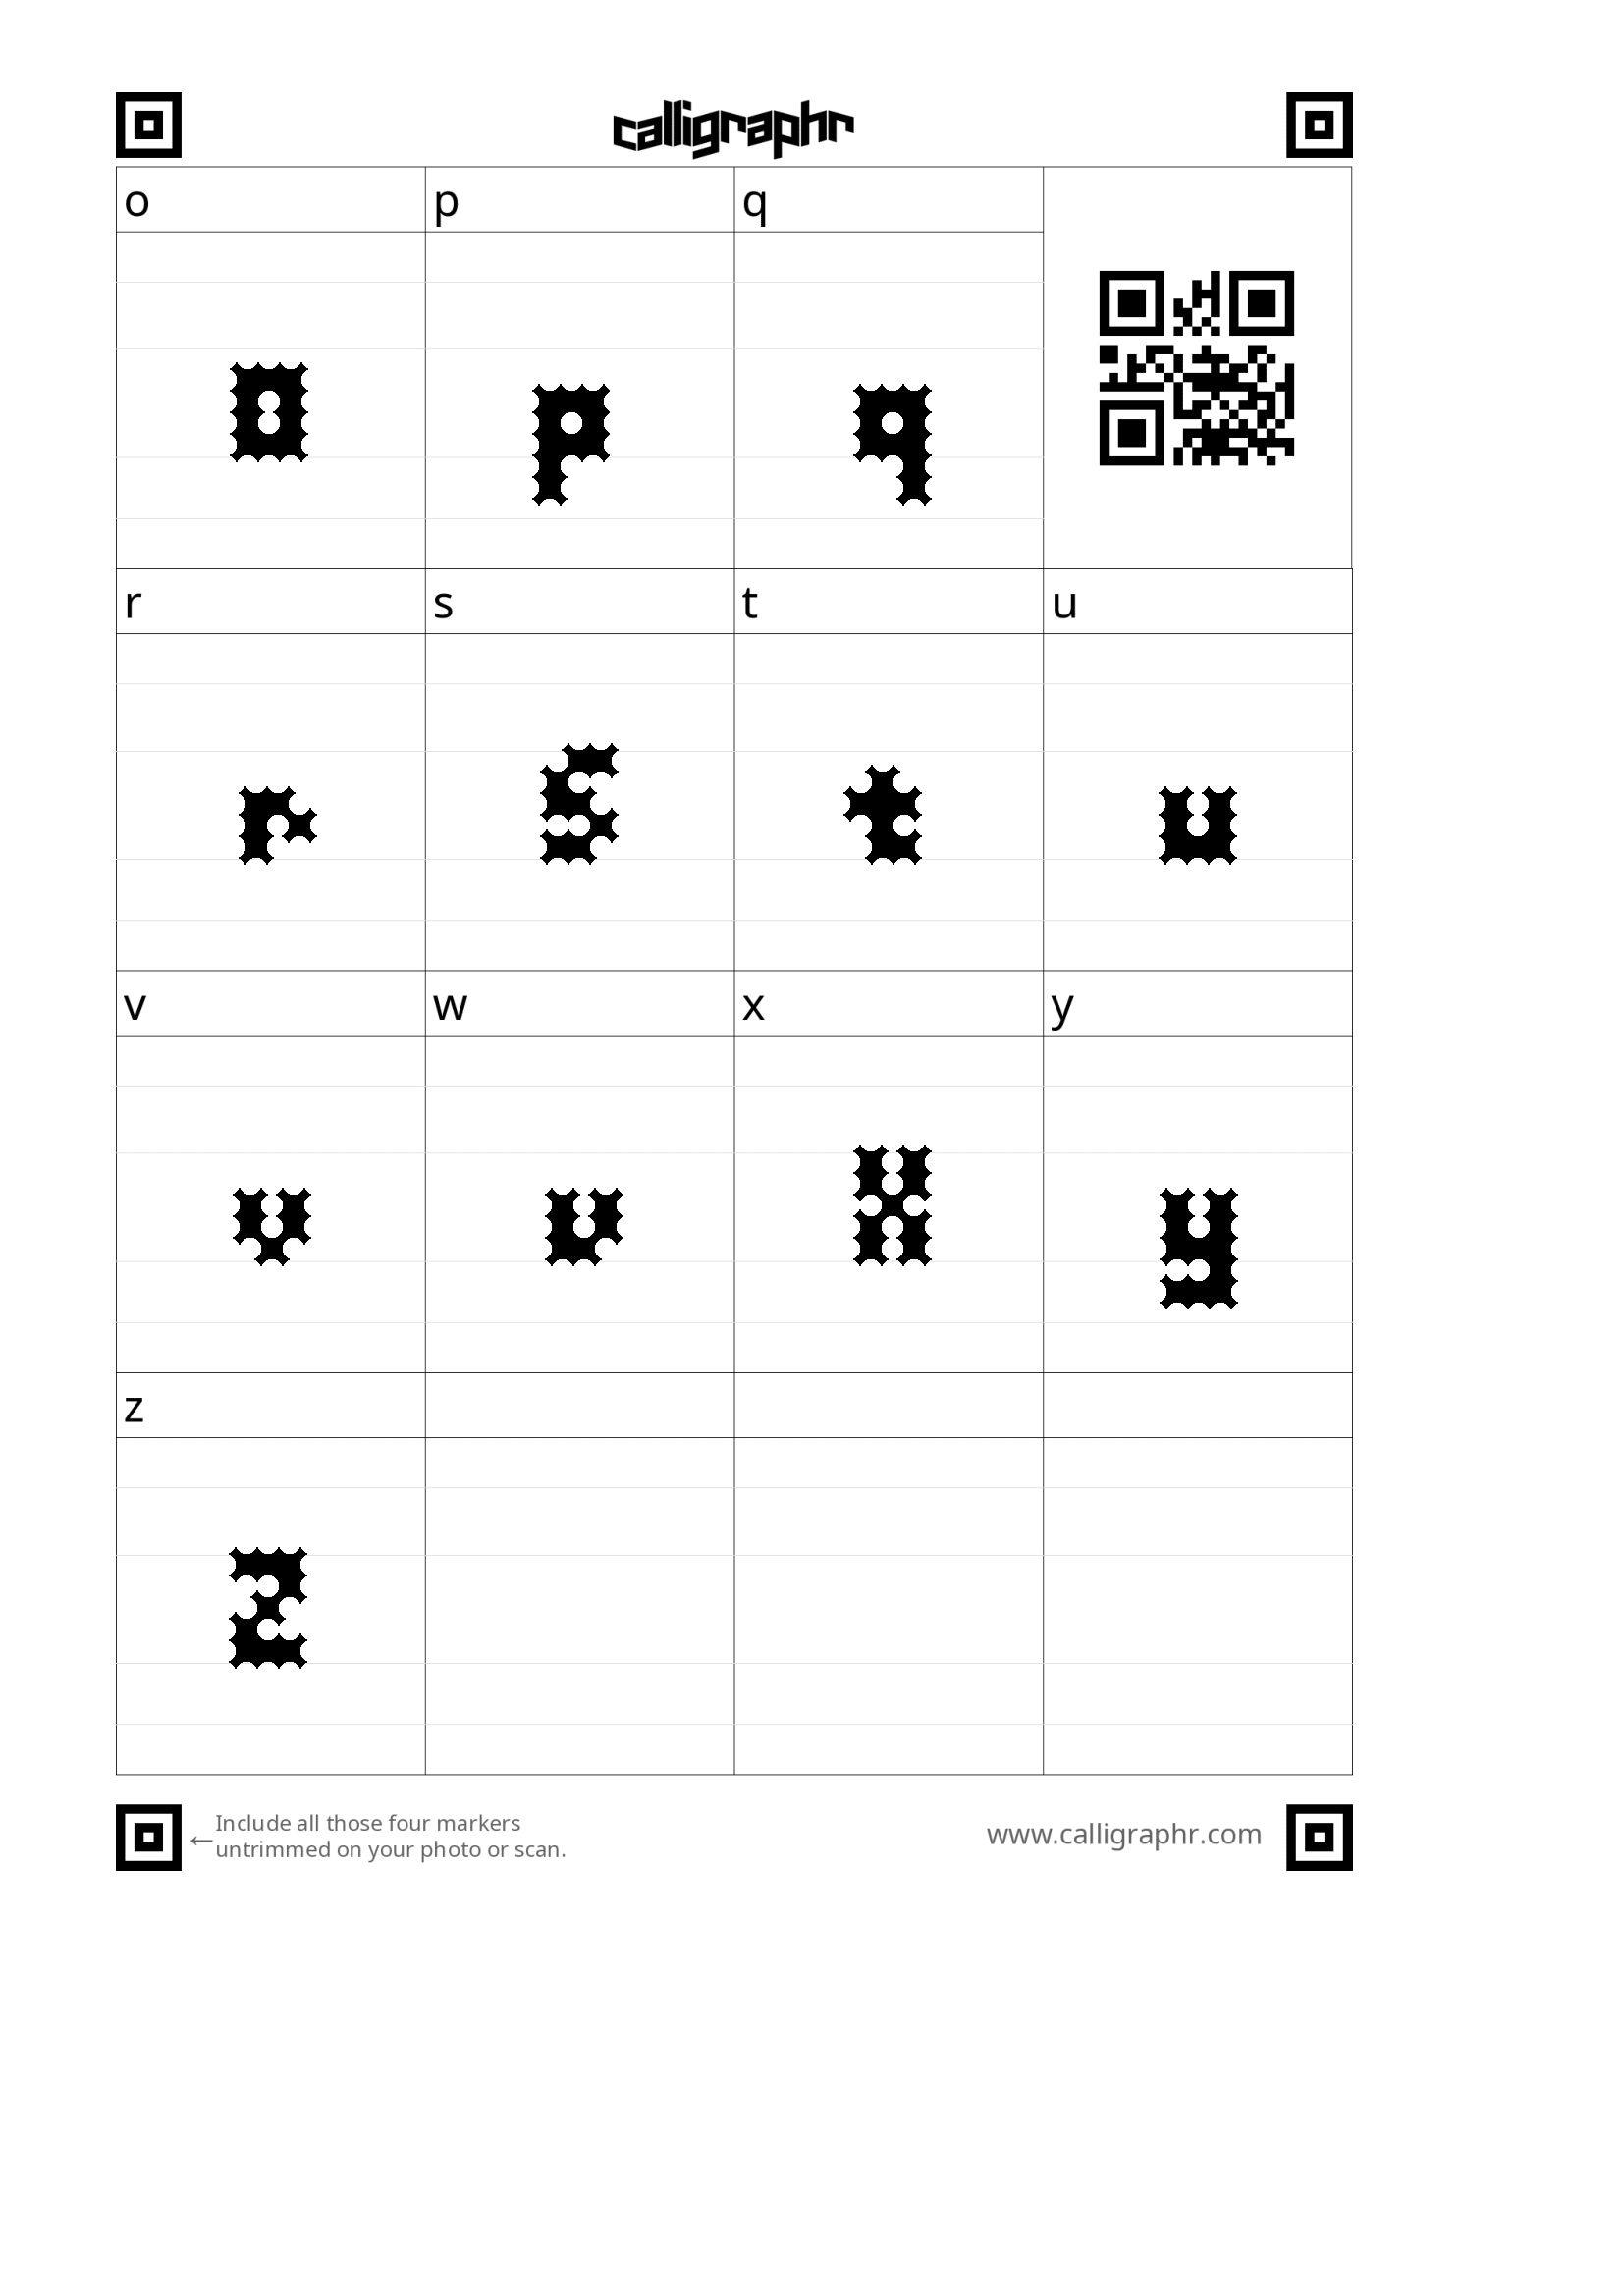 calligraphr
o p q
o p q
r s t u
r s t u
v w x y
v w x y
z
z
←Include all those four markers
untrimmed on your photo or scan.
www.calligraphr.com